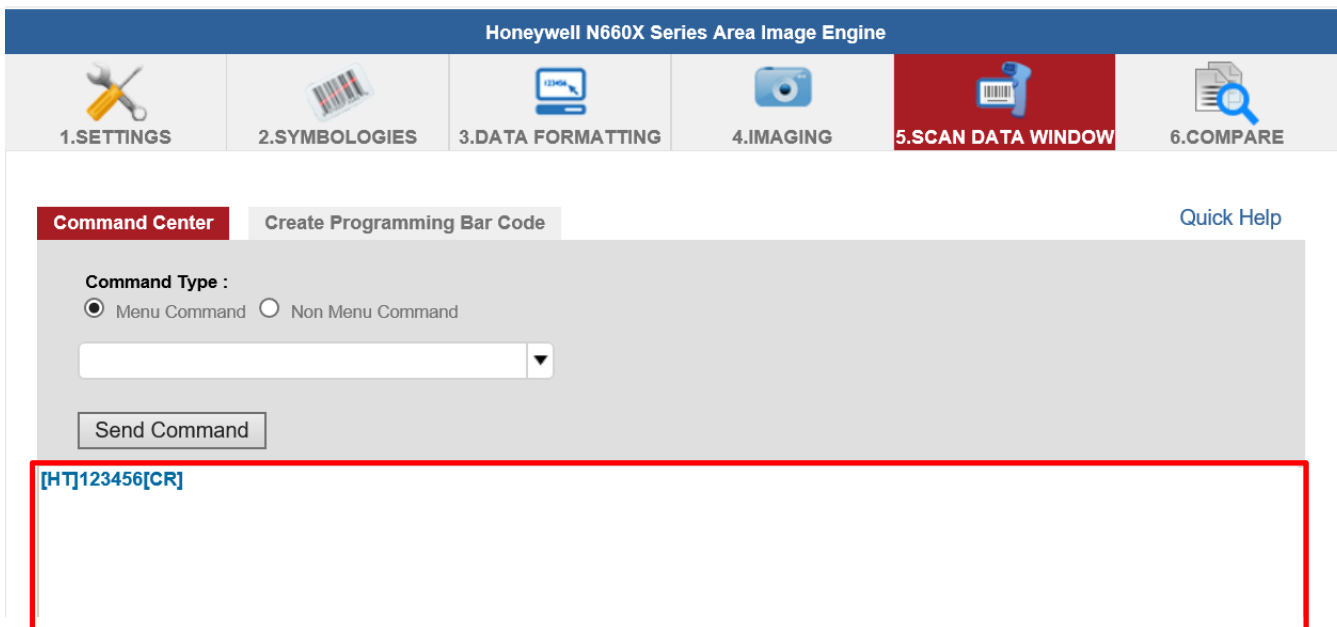 Honeywell N660X Series Area Image Engine
1.SETTINGS 2.SYMBOLOGIES 3.DATA FORMATTING 4.IMAGING 5.SCAN DATA WINDOW 6.COMPARE
Command Center Create Programming Bar Code Quick Help
Command Type :
Menu Command Non Menu Command
Send Command
[HT]123456[CR]